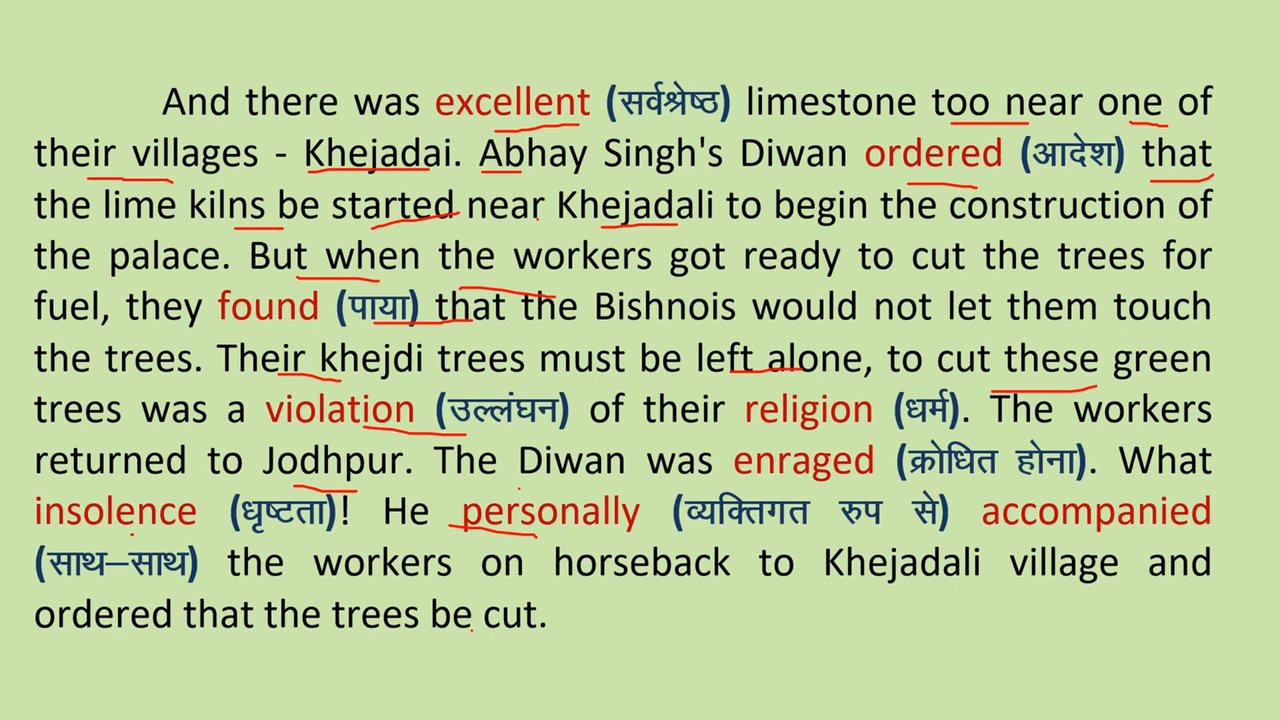 And there was excellent (सर्वश्रेष्ठ) limestone too near one of
their villages - Khejadai. Abhay Singh's Diwan ordered (आदेश) that
the lime kilns be started near Khejadali to begin the construction of
the palace. But when the workers got ready to cut the trees for
fuel, they found (पाया) that the Bishnois would not let them touch
the trees. Their khejdi trees must be left alone, to cut these green
trees was a violation (उल्लंघन) of their religion (धर्म). The workers
returned to Jodhpur. The Diwan was enraged (क्रोधित होना). What
insolence (धृष्टता)! He personally (व्यक्तिगत रुप से) accompanied
(साथ–साथ) the workers on horseback to Khejadali village and
ordered that the trees be cut.